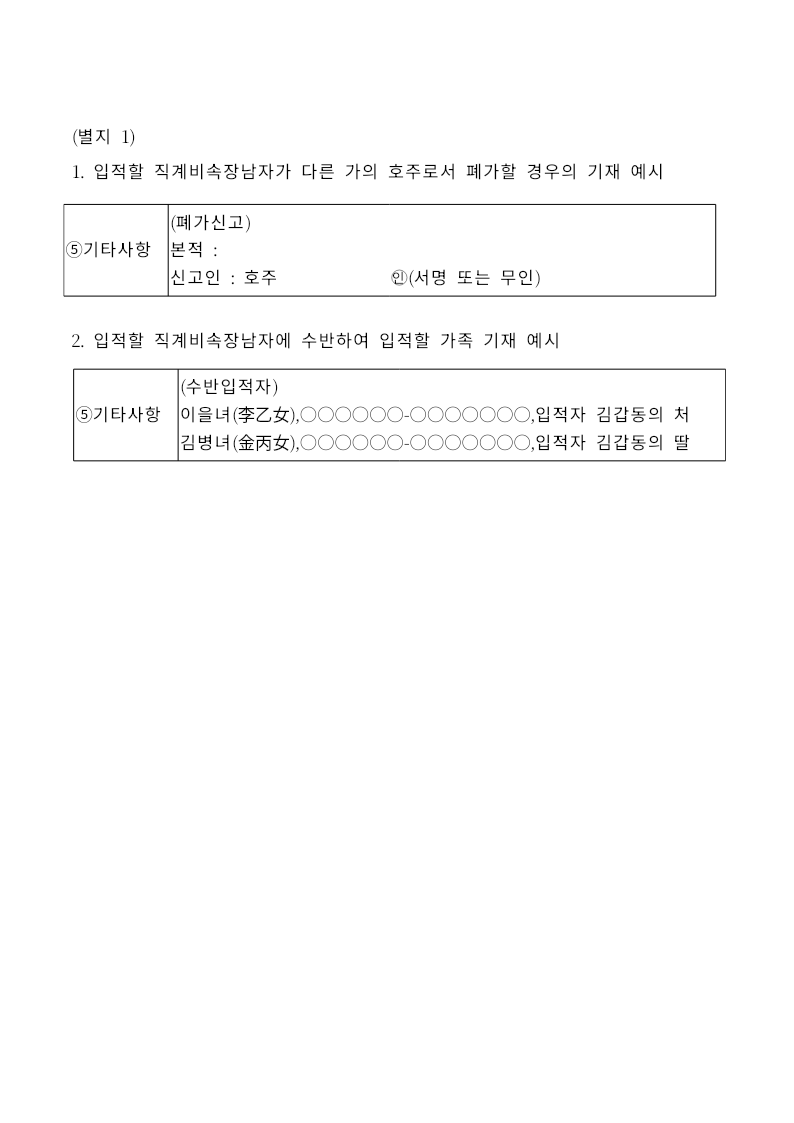 (별지 1)
1. 입적할 직계비속장남자가 다른 가의 호주로서 폐가할 경우의 기재 예시
(폐가신고)
⑤기타사항 본적 :
신고인 : 호주 ㊞(서명 또는 무인)
2. 입적할 직계비속장남자에 수반하여 입적할 가족 기재 예시
(수반입적자)
⑤기타사항 이을녀(李乙女),○○○○○○-○○○○○○○,입적자 김갑동의 처
김병녀(金丙女),○○○○○○-○○○○○○○,입적자 김갑동의 딸